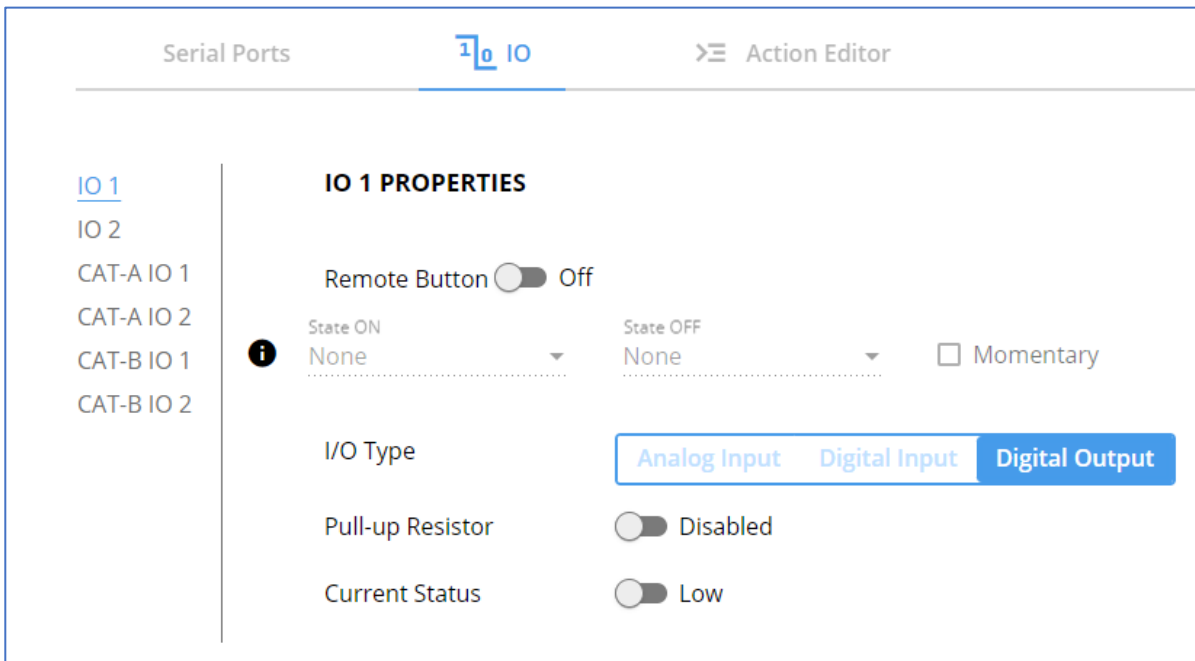 Serial Ports
1 0 IO
Action Editor
IO 1
IO 2
CAT-A IO 1
CAT-A IO 2
CAT-B IO 1
CAT-B IO 2
IO 1 PROPERTIES
Remote Button Off
State ON
None
State OFF
None
Momentary
I/O Type
Analog Input Digital Input Digital Output
Pull-up Resistor Disabled
Current Status Low